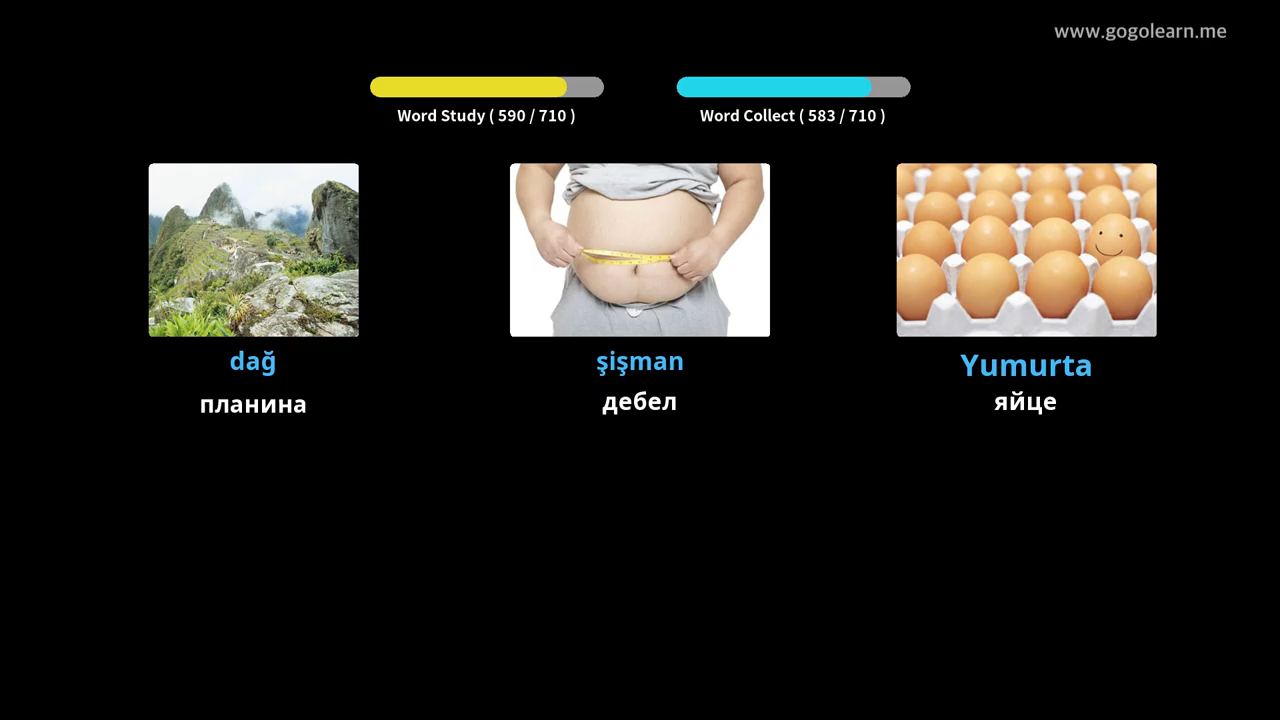 www.gogolearn.me
Word Study ( 590 / 710 )
Word Collect ( 583 / 710 )
dağ
şişman
Yumurta
планина
дебел
яйце